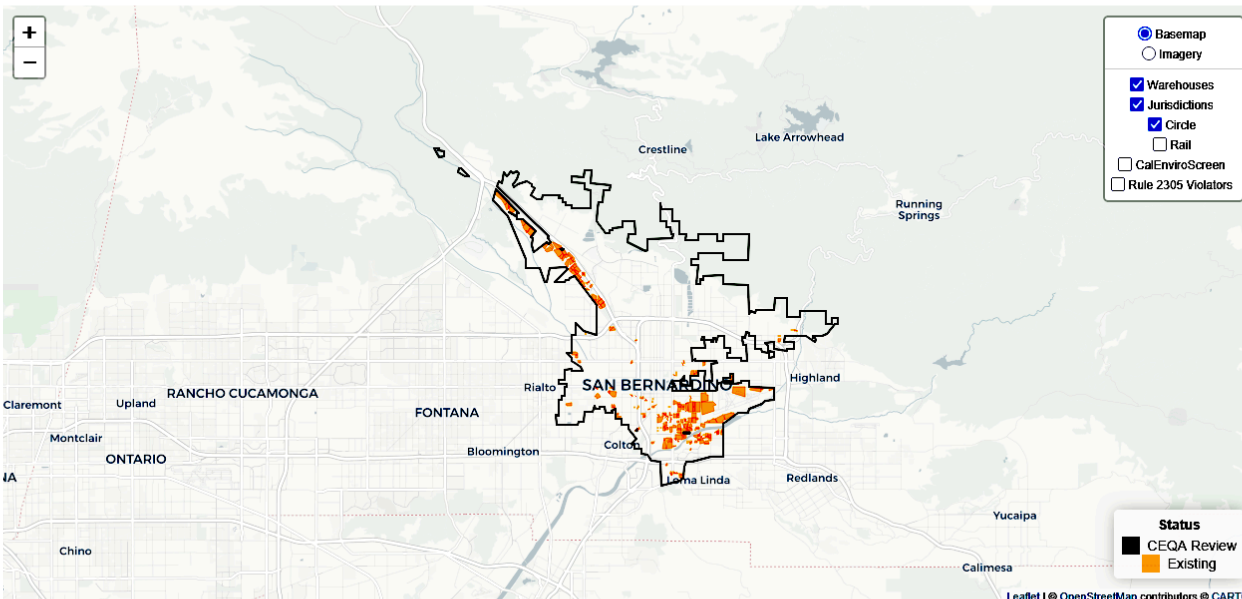 +
−
Basemap
Imagery
Warehouses
Jurisdictions
Circle
Rail
CalEnviroScreen
Rule 2305 Violators
Lake Arrowhead
Crestline
Running
Springs
SAN BERNARDINO
Highland
Rialto
RANCHO CUCAMONGA
Claremont
Upland
FONTANA
Montclair
Colton
Bloomington
ONTARIO
NA
Loma Linda
Redlands
Yucaipa
Chino
Calimesa
Status
CEQA Review
Existing
Leaflet | © OpenStreetMap contributors © CART